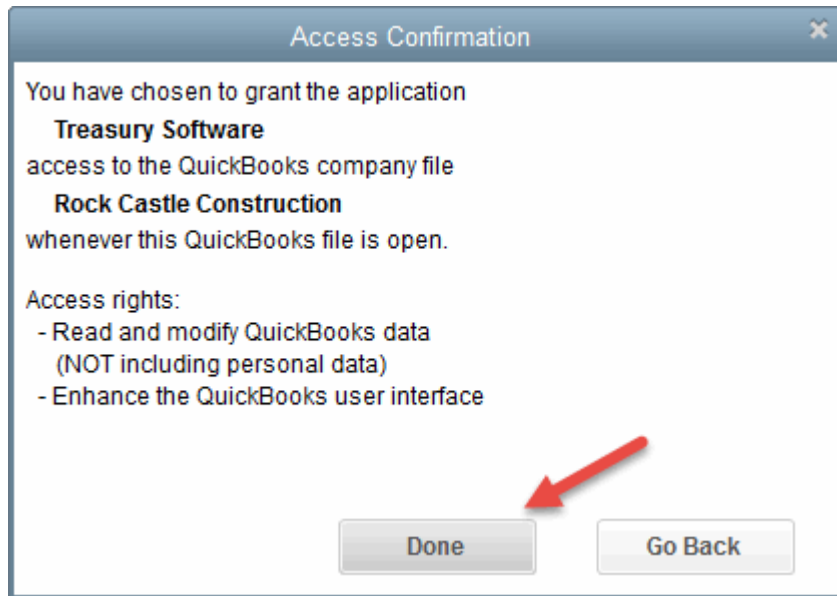 Access Confirmation
You have chosen to grant the application
Treasury Software
access to the QuickBooks company file
Rock Castle Construction
whenever this QuickBooks file is open.
Access rights:
- Read and modify QuickBooks data
(NOT including personal data)
- Enhance the QuickBooks user interface
Done
Go Back